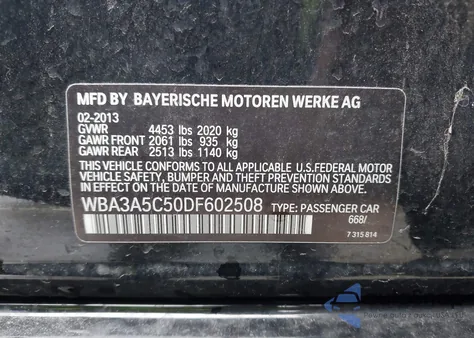 MFD BY BAYERISCHE MOTOREN WERKE AG
02-2013
GVWR 4453 lbs 2020 kg
GAWR FRONT 2061 lbs 935 kg
GAWR REAR 2513 lbs 1140 kg
THIS VEHICLE CONFORMS TO ALL APPLICABLE U.S.FEDERAL MOTOR
VEHICLE SAFETY, BUMPER AND THEFT PREVENTION STANDARDS
IN EFFECT ON THE DATE OF MANUFACTURE SHOWN ABOVE.
WBA3A5C50DF602508 TYPE: PASSENGER CAR
668/
7 315 814